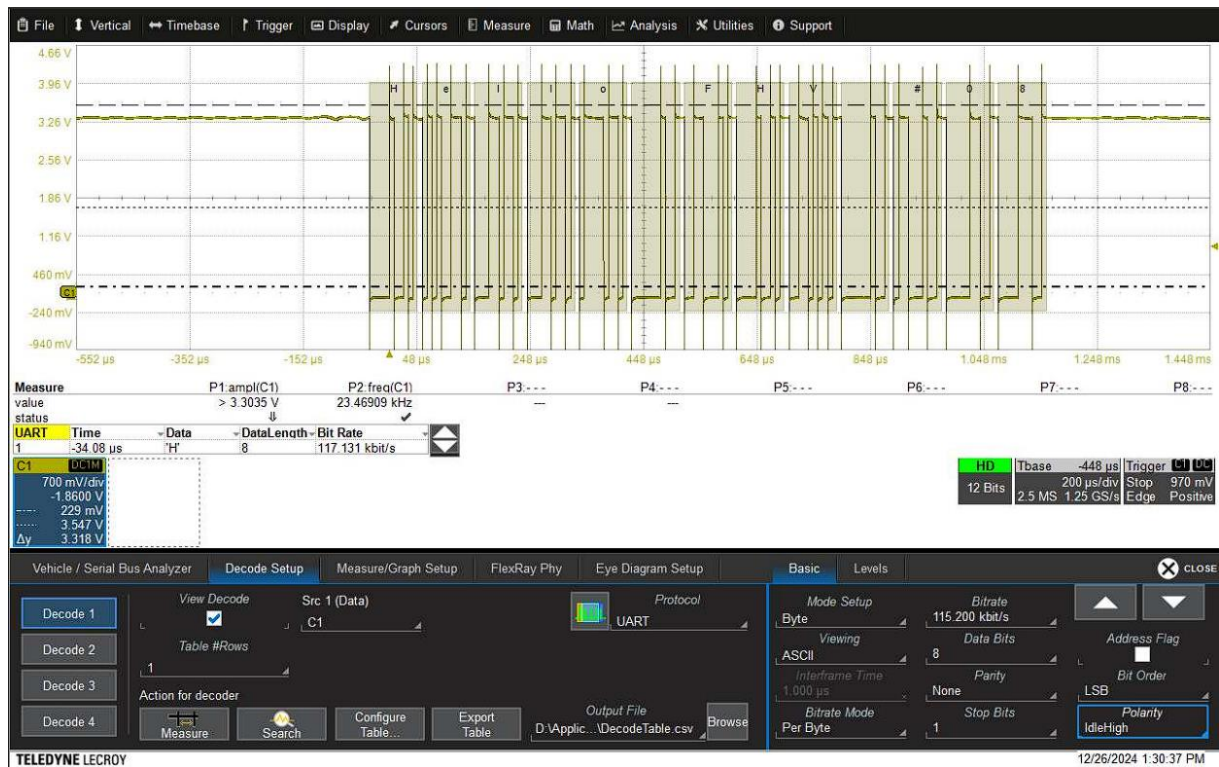 File Vertical Timebase Trigger Display Cursors Measure Math Analysis Utilities Support
4.66 V
3.96 V
H e l l o F H V # 0 8
3.26 V
2.56 V
1.86 V
1.16 V
460 mV
C1
-240 mV
-940 mV
-552 µs -352 µs -152 µs 48 µs 248 µs 448 µs 648 µs 848 µs 1.048 ms 1.248 ms 1.448 ms
Measure P1:ampl(C1) P2:freq(C1) P3:- - - P4:- - - P5:- - - P6:- - - P7:- - - P8:- - -
value > 3.3035 V 23.46909 kHz --- ---
status
UART Time Data DataLength Bit Rate
1 -34.08 µs 'H' 8 117.131 kbit/s
C1 DC1M
700 mV/div
-1.8600 V
229 mV
3.547 V
Δy 3.318 V
HD
12 Bits
Tbase -448 µs
200 µs/div
2.5 MS 1.25 GS/s
Trigger C1 DC
Stop 970 mV
Edge Positive
Vehicle / Serial Bus Analyzer Decode Setup Measure/Graph Setup FlexRay Phy Eye Diagram Setup Basic Levels CLOSE
Decode 1
Decode 2
Decode 3
Decode 4
View Decode
Src 1 (Data)
C1
Protocol
UART
Table #Rows
1
Action for decoder
Measure
Search
Configure Table...
Export Table
Output File
D:\Applic...\DecodeTable.csv
Browse
Mode Setup
Byte
Bitrate
115.200 kbit/s
Viewing
ASCII
Data Bits
8
Address Flag
Interframe Time
1.000 µs
Parity
None
Bit Order
LSB
Bitrate Mode
Per Byte
Stop Bits
1
Polarity
IdleHigh
TELEDYNE LECROY 12/26/2024 1:30:37 PM